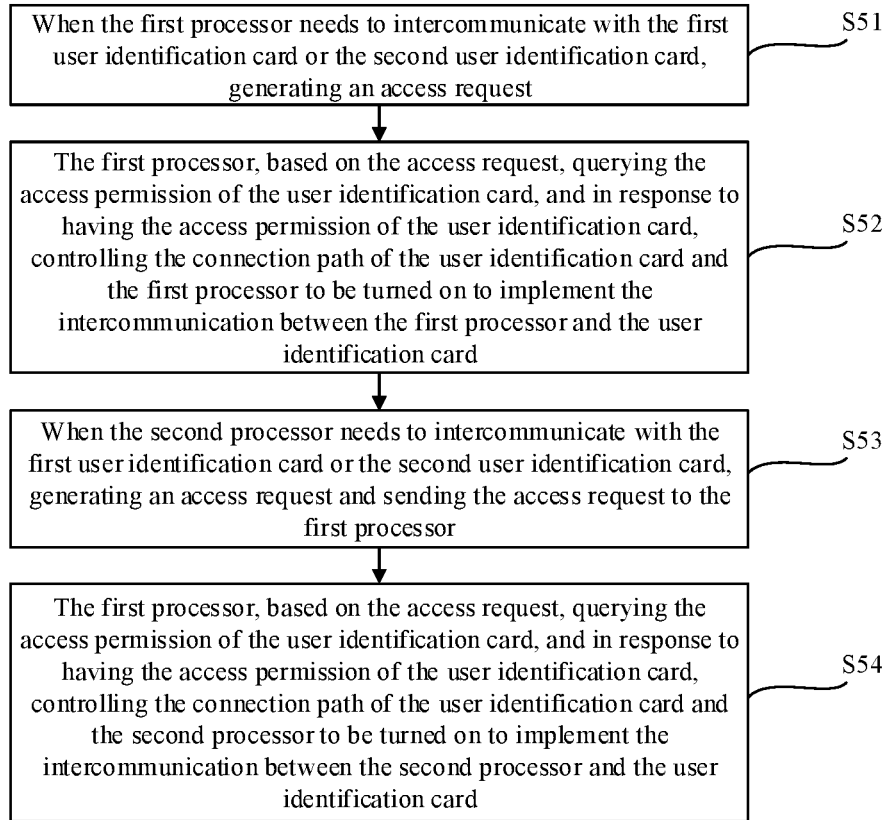 When the first processor needs to intercommunicate with the first
user identification card or the second user identification card,
generating an access request
S51
The first processor, based on the access request, querying the
access permission of the user identification card, and in response to
having the access permission of the user identification card,
controlling the connection path of the user identification card and
the first processor to be turned on to implement the
intercommunication between the first processor and the user
identification card
S52
When the second processor needs to intercommunicate with the
first user identification card or the second user identification card,
generating an access request and sending the access request to the
first processor
S53
The first processor, based on the access request, querying the
access permission of the user identification card, and in response to
having the access permission of the user identification card,
controlling the connection path of the user identification card and
the second processor to be turned on to implement the
intercommunication between the second processor and the user
identification card
S54